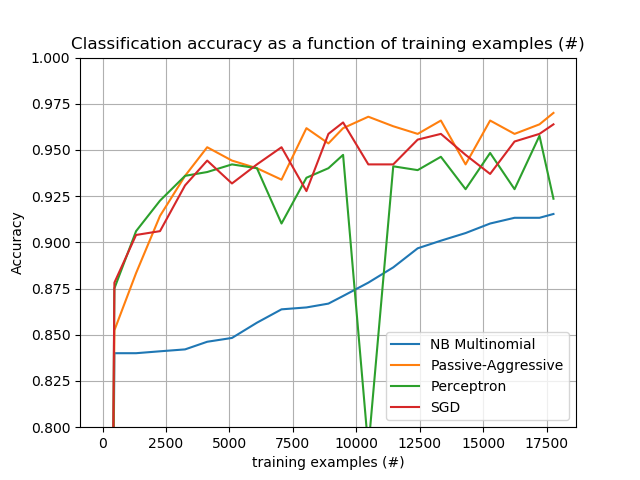 Classification accuracy as a function of training examples (#)
1.000
0.975
0.950
0.925
0.900
0.875
0.850
0.825
0.800
Accuracy
NB Multinomial
Passive-Aggressive
Perceptron
SGD
0 2500 5000 7500 10000 12500 15000 17500
training examples (#)